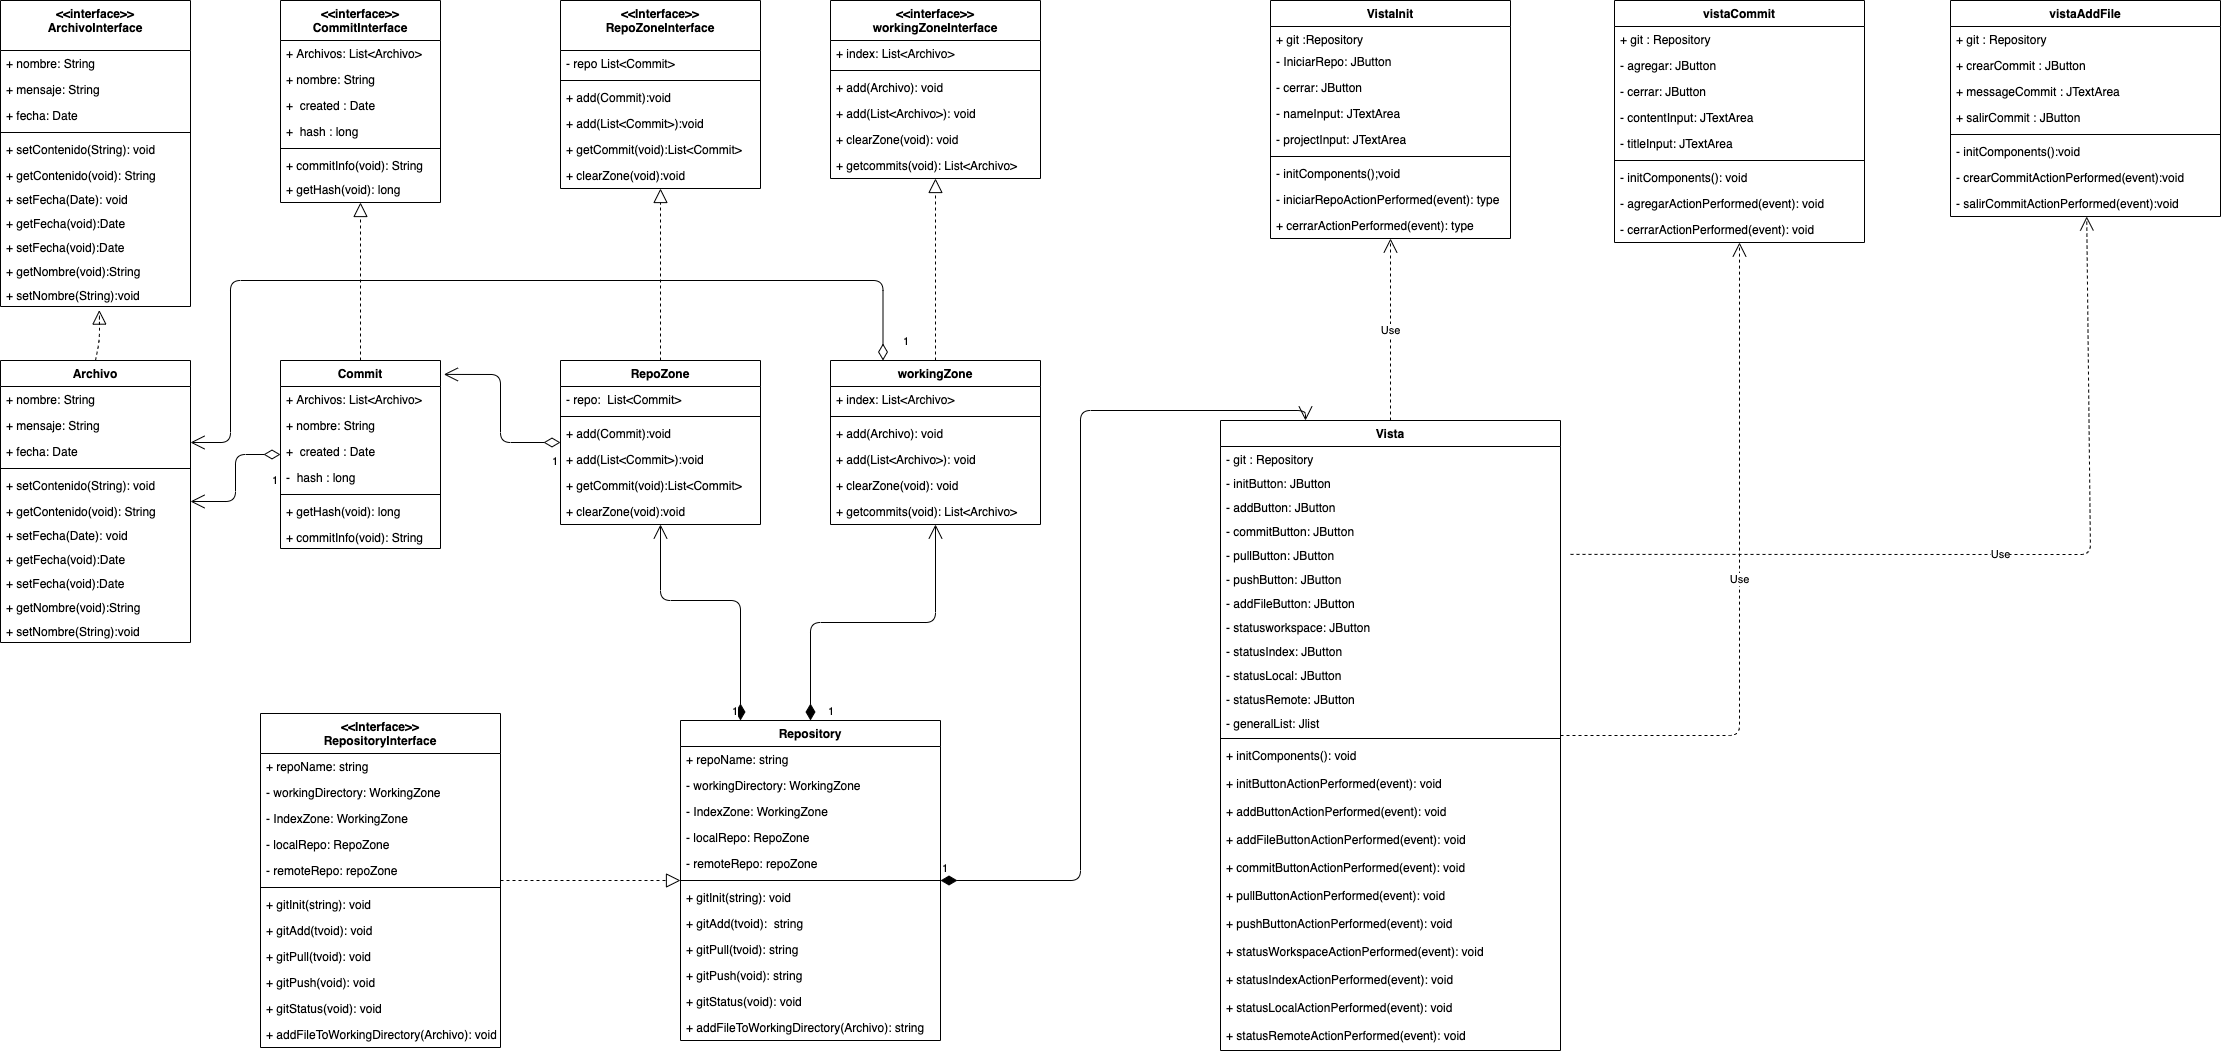 <<interface>>
ArchivoInterface
+ nombre: String
+ mensaje: String
+ fecha: Date
+ setContenido(String): void
+ getContenido(void): String
+ setFecha(Date): void
+ getFecha(void):Date
+ setFecha(void):Date
+ getNombre(void):String
+ setNombre(String):void
<<interface>>
CommitInterface
+ Archivos: List<Archivo>
+ nombre: String
+ created : Date
+ hash : long
+ commitInfo(void): String
+ getHash(void): long
<<Interface>>
RepoZoneInterface
- repo List<Commit>
+ add(Commit):void
+ add(List<Commit>):void
+ getCommit(void):List<Commit>
+ clearZone(void):void
<<interface>>
workingZoneInterface
+ index: List<Archivo>
+ add(Archivo): void
+ add(List<Archivo>): void
+ clearZone(void): void
+ getcommits(void): List<Archivo>
VistaInit
+ git :Repository
- IniciarRepo: JButton
- cerrar: JButton
- nameInput: JTextArea
- projectInput: JTextArea
- initComponents();void
- iniciarRepoActionPerformed(event): type
+ cerrarActionPerformed(event): type
vistaCommit
+ git : Repository
- agregar: JButton
- cerrar: JButton
- contentInput: JTextArea
- titleInput: JTextArea
- initComponents(): void
- agregarActionPerformed(event): void
- cerrarActionPerformed(event): void
vistaAddFile
+ git : Repository
+ crearCommit : JButton
+ messageCommit : JTextArea
+ salirCommit : JButton
- initComponents():void
- crearCommitActionPerformed(event):void
- salirCommitActionPerformed(event):void
1
Use
Archivo
+ nombre: String
+ mensaje: String
+ fecha: Date
+ setContenido(String): void
+ getContenido(void): String
+ setFecha(Date): void
+ getFecha(void):Date
+ setFecha(void):Date
+ getNombre(void):String
+ setNombre(String):void
1
Commit
+ Archivos: List<Archivo>
+ nombre: String
+ created : Date
- hash : long
+ getHash(void): long
+ commitInfo(void): String
1
RepoZone
- repo: List<Commit>
+ add(Commit):void
+ add(List<Commit>):void
+ getCommit(void):List<Commit>
+ clearZone(void):void
workingZone
+ index: List<Archivo>
+ add(Archivo): void
+ add(List<Archivo>): void
+ clearZone(void): void
+ getcommits(void): List<Archivo>
Vista
- git : Repository
- initButton: JButton
- addButton: JButton
- commitButton: JButton
- pullButton: JButton
- pushButton: JButton
- addFileButton: JButton
- statusworkspace: JButton
- statusIndex: JButton
- statusLocal: JButton
- statusRemote: JButton
- generalList: Jlist
+ initComponents(): void
+ initButtonActionPerformed(event): void
+ addButtonActionPerformed(event): void
+ addFileButtonActionPerformed(event): void
+ commitButtonActionPerformed(event): void
+ pullButtonActionPerformed(event): void
+ pushButtonActionPerformed(event): void
+ statusWorkspaceActionPerformed(event): void
+ statusIndexActionPerformed(event): void
+ statusLocalActionPerformed(event): void
+ statusRemoteActionPerformed(event): void
Use
Use
<<Interface>>
RepositoryInterface
+ repoName: string
- workingDirectory: WorkingZone
- IndexZone: WorkingZone
- localRepo: RepoZone
- remoteRepo: repoZone
+ gitInit(string): void
+ gitAdd(tvoid): void
+ gitPull(tvoid): void
+ gitPush(void): void
+ gitStatus(void): void
+ addFileToWorkingDirectory(Archivo): void
1
1
Repository
+ repoName: string
- workingDirectory: WorkingZone
- IndexZone: WorkingZone
- localRepo: RepoZone
- remoteRepo: repoZone
+ gitInit(string): void
+ gitAdd(tvoid): string
+ gitPull(tvoid): string
+ gitPush(void): string
+ gitStatus(void): void
+ addFileToWorkingDirectory(Archivo): string
1